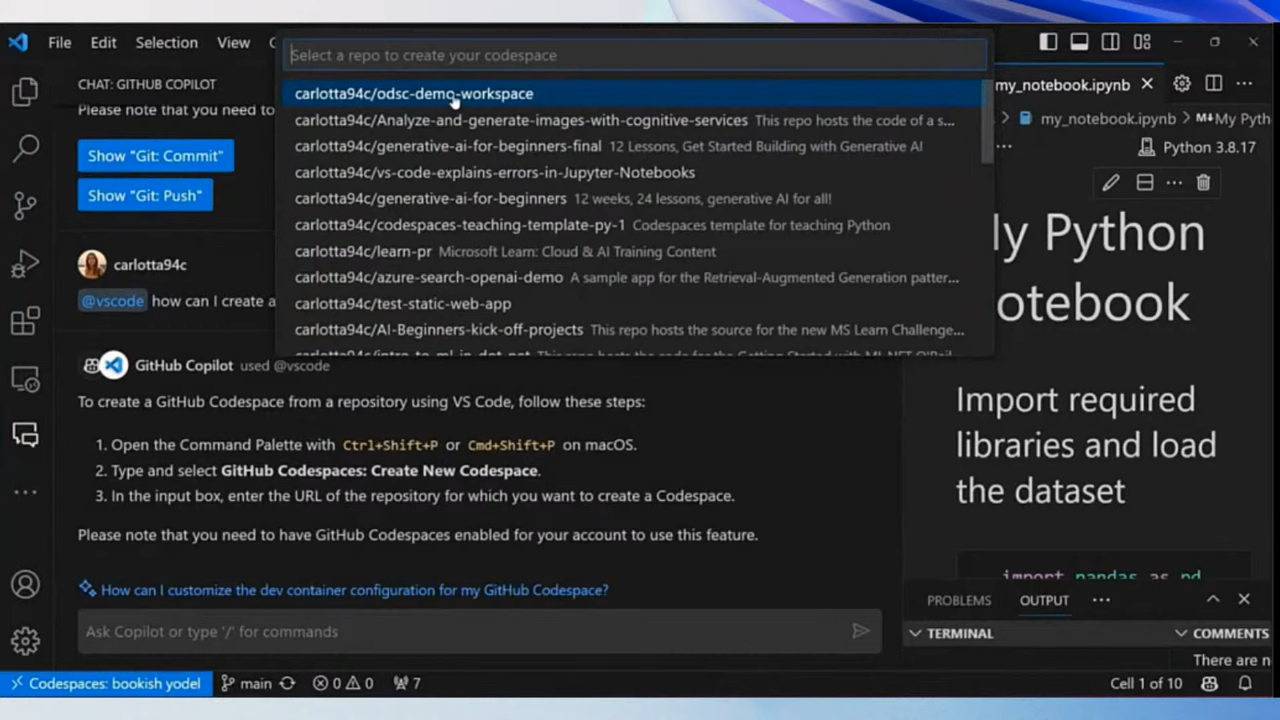 File Edit Selection View
Select a repo to create your codespace
carlotta94c/odsc-demo-workspace
carlotta94c/Analyze-and-generate-images-with-cognitive-services This repo hosts the code of a s...
carlotta94c/generative-ai-for-beginners-final 12 Lessons, Get Started Building with Generative AI
carlotta94c/vs-code-explains-errors-in-Jupyter-Notebooks
carlotta94c/generative-ai-for-beginners 12 weeks, 24 lessons, generative AI for all!
carlotta94c/codespaces-teaching-template-py-1 Codespaces template for teaching Python
carlotta94c/learn-pr Microsoft Learn: Cloud & AI Training Content
carlotta94c/azure-search-openai-demo A sample app for the Retrieval-Augmented Generation patter...
carlotta94c/test-static-web-app
carlotta94c/AI-Beginners-kick-off-projects This repo hosts the source for the new MS Learn Challenge...
CHAT: GITHUB COPILOT
Please note that you need to
Show "Git: Commit"
Show "Git: Push"
carlotta94c
@vscode how can I create a
GitHub Copilot used @vscode
To create a GitHub Codespace from a repository using VS Code, follow these steps:
1. Open the Command Palette with Ctrl+Shift+P or Cmd+Shift+P on macOS.
2. Type and select GitHub Codespaces: Create New Codespace.
3. In the input box, enter the URL of the repository for which you want to create a Codespace.
Please note that you need to have GitHub Codespaces enabled for your account to use this feature.
How can I customize the dev container configuration for my GitHub Codespace?
Ask Copilot or type '/' for commands
my_notebook.ipynb
my_notebook.ipynb > M↓My Pyth
Python 3.8.17
My Python
otebook
Import required
libraries and load
the dataset
import pandas as pd
PROBLEMS OUTPUT ...
TERMINAL COMMENTS
There are n
Codespaces: bookish yodel main 0 0 7 Cell 1 of 10